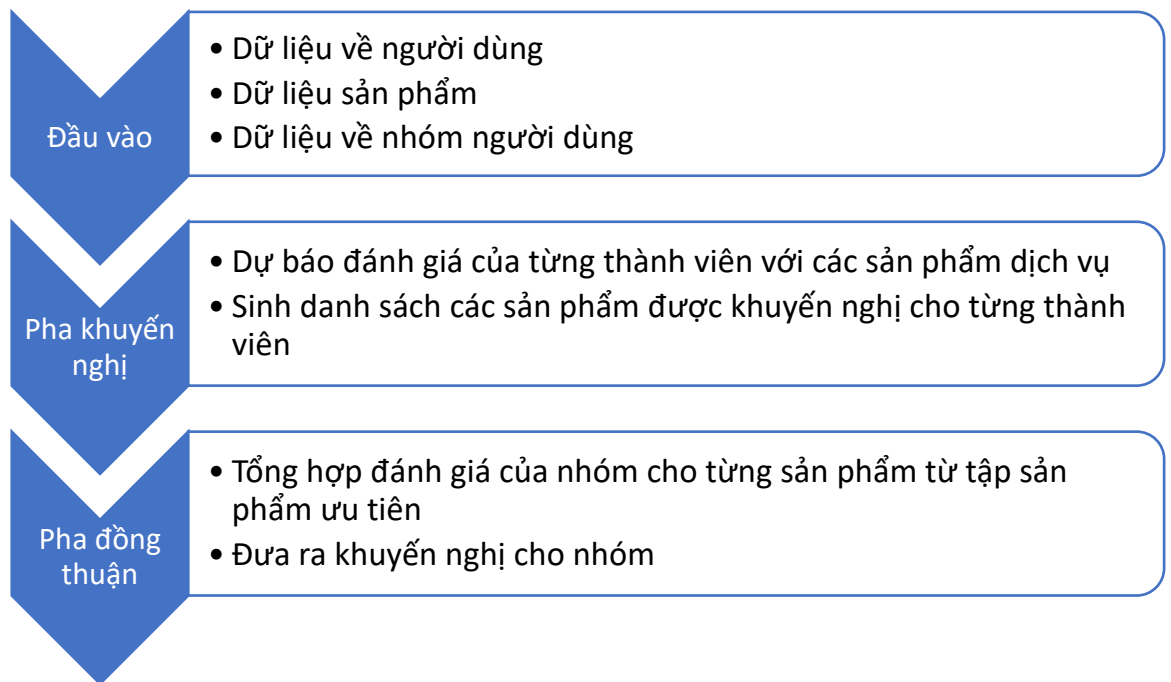 Đầu vào
• Dữ liệu về người dùng
• Dữ liệu sản phẩm
• Dữ liệu về nhóm người dùng
Pha khuyến
nghị
• Dự báo đánh giá của từng thành viên với các sản phẩm dịch vụ
• Sinh danh sách các sản phẩm được khuyến nghị cho từng thành
viên
Pha đồng
thuận
• Tổng hợp đánh giá của nhóm cho từng sản phẩm từ tập sản
phẩm ưu tiên
• Đưa ra khuyến nghị cho nhóm